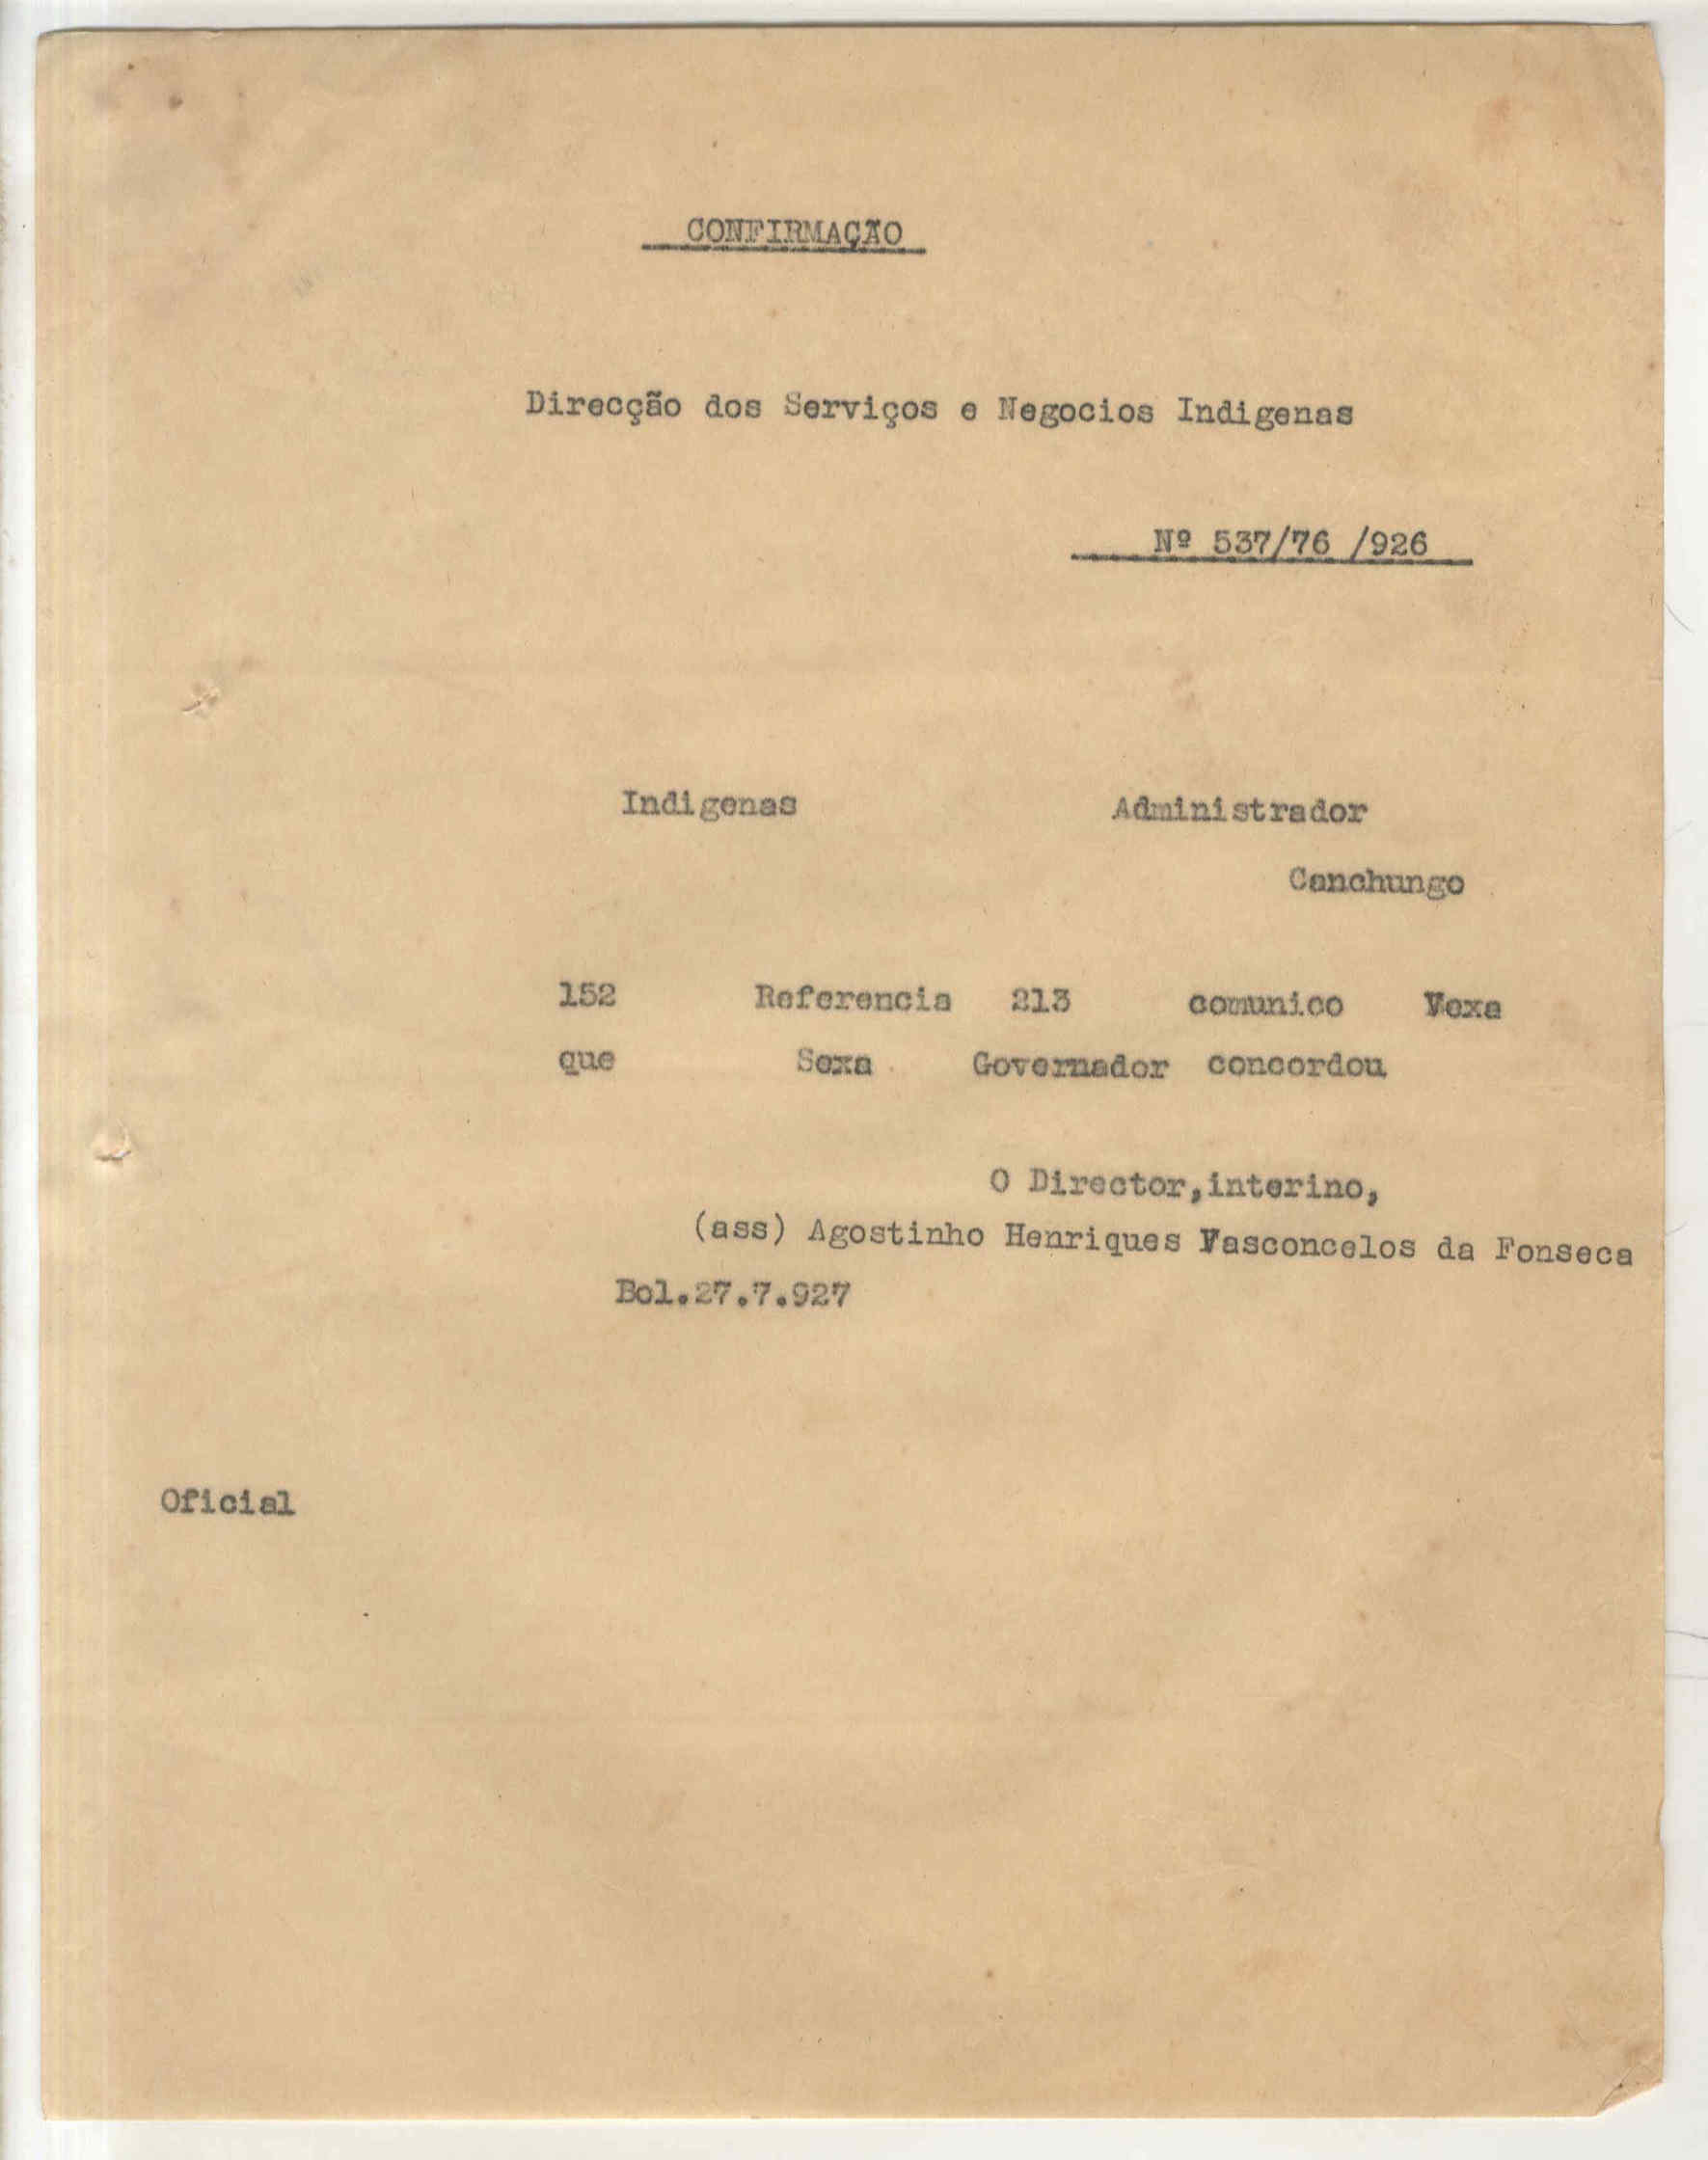 CONFIRMAÇÃO
Direcção dos Serviços e Negocios Indigenas
Nº 537/76 /926
Indigenas Administrador
Canchungo
152 Referencia 213 comunico Vexa
que Sexa Governador concordou
O Director,interino,
(ass) Agostinho Henriques Vasconcelos da Fonseca
Bol.27.7.927
Oficial